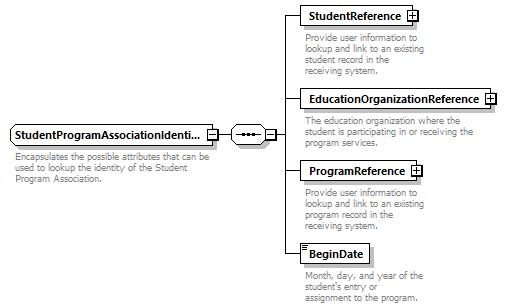 StudentReference
Provide user information to
lookup and link to an existing
student record in the
receiving system.
EducationOrganizationReference
The education organization where the
student is participating in or receiving the
program services.
StudentProgramAssociationIdenti...
Encapsulates the possible attributes that can be
used to lookup the identity of the Student
Program Association.
ProgramReference
Provide user information to
lookup and link to an existing
program record in the
receiving system.
BeginDate
Month, day, and year of the
student's entry or
assignment to the program.